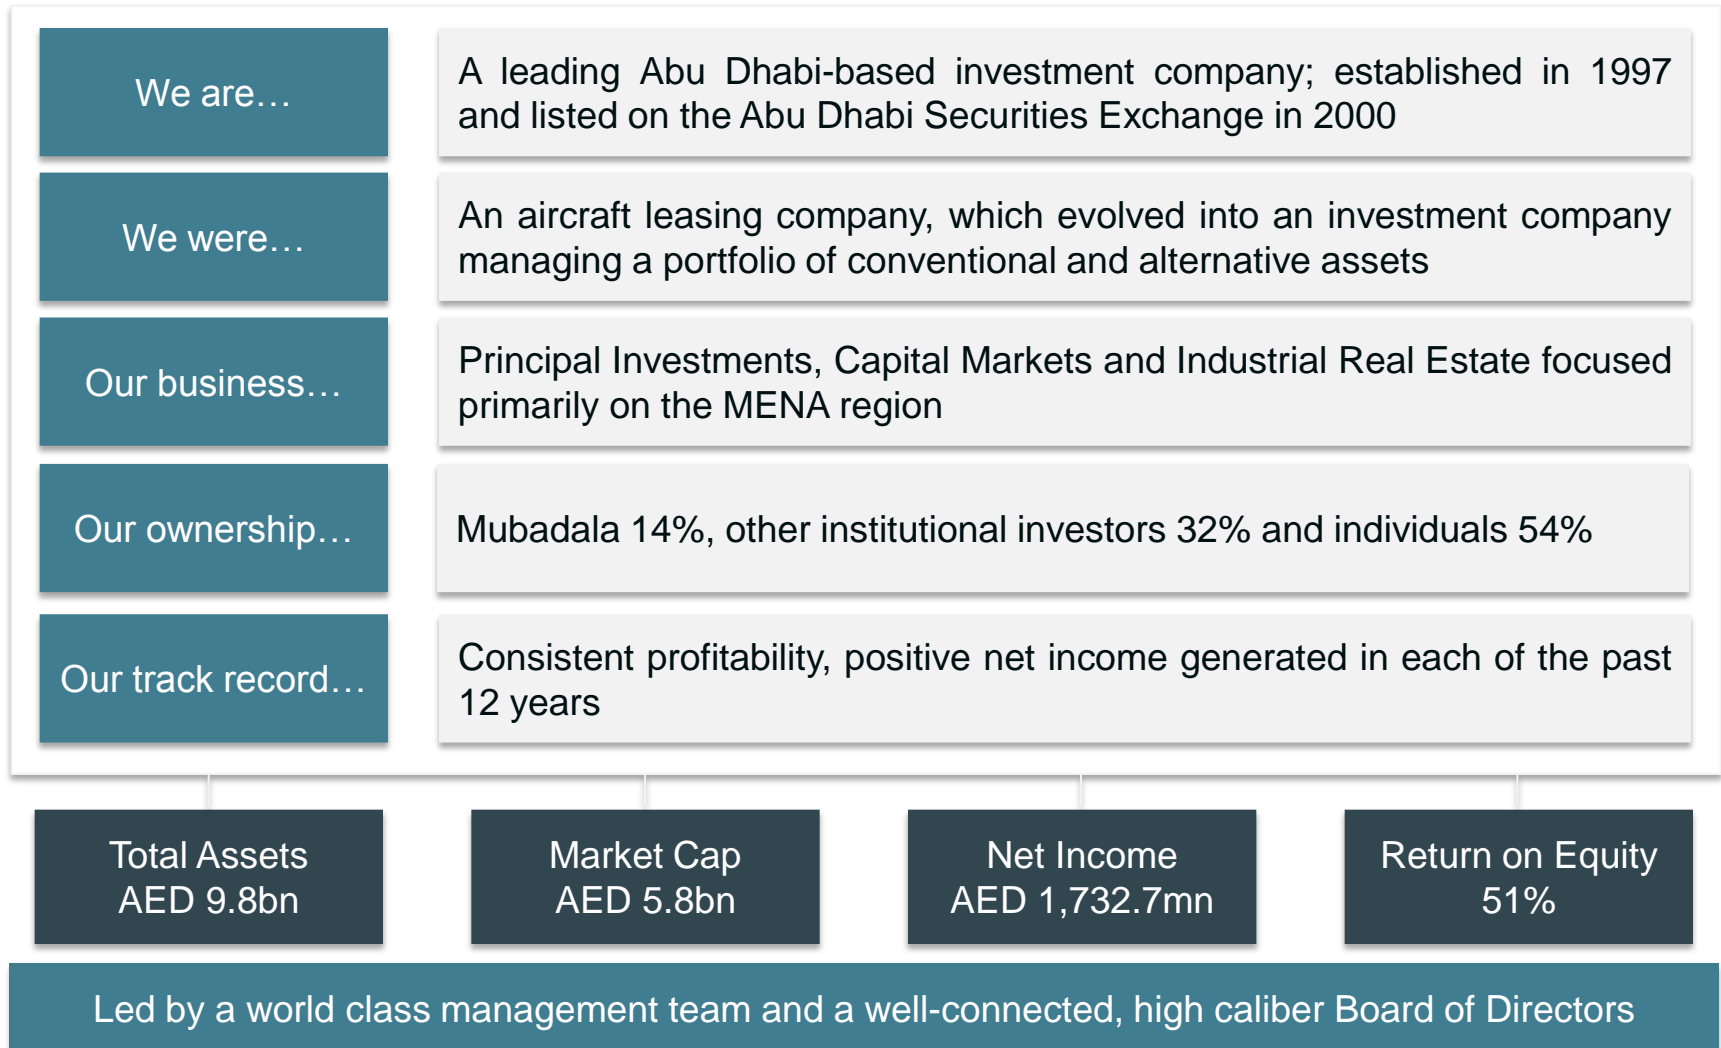 We are…
A leading Abu Dhabi-based investment company; established in 1997
and listed on the Abu Dhabi Securities Exchange in 2000
We were…
An aircraft leasing company, which evolved into an investment company
managing a portfolio of conventional and alternative assets
Our business…
Principal Investments, Capital Markets and Industrial Real Estate focused
primarily on the MENA region
Our ownership…
Mubadala 14%, other institutional investors 32% and individuals 54%
Our track record…
Consistent profitability, positive net income generated in each of the past
12 years
Total Assets
AED 9.8bn
Market Cap
AED 5.8bn
Net Income
AED 1,732.7mn
Return on Equity
51%
Led by a world class management team and a well-connected, high caliber Board of Directors